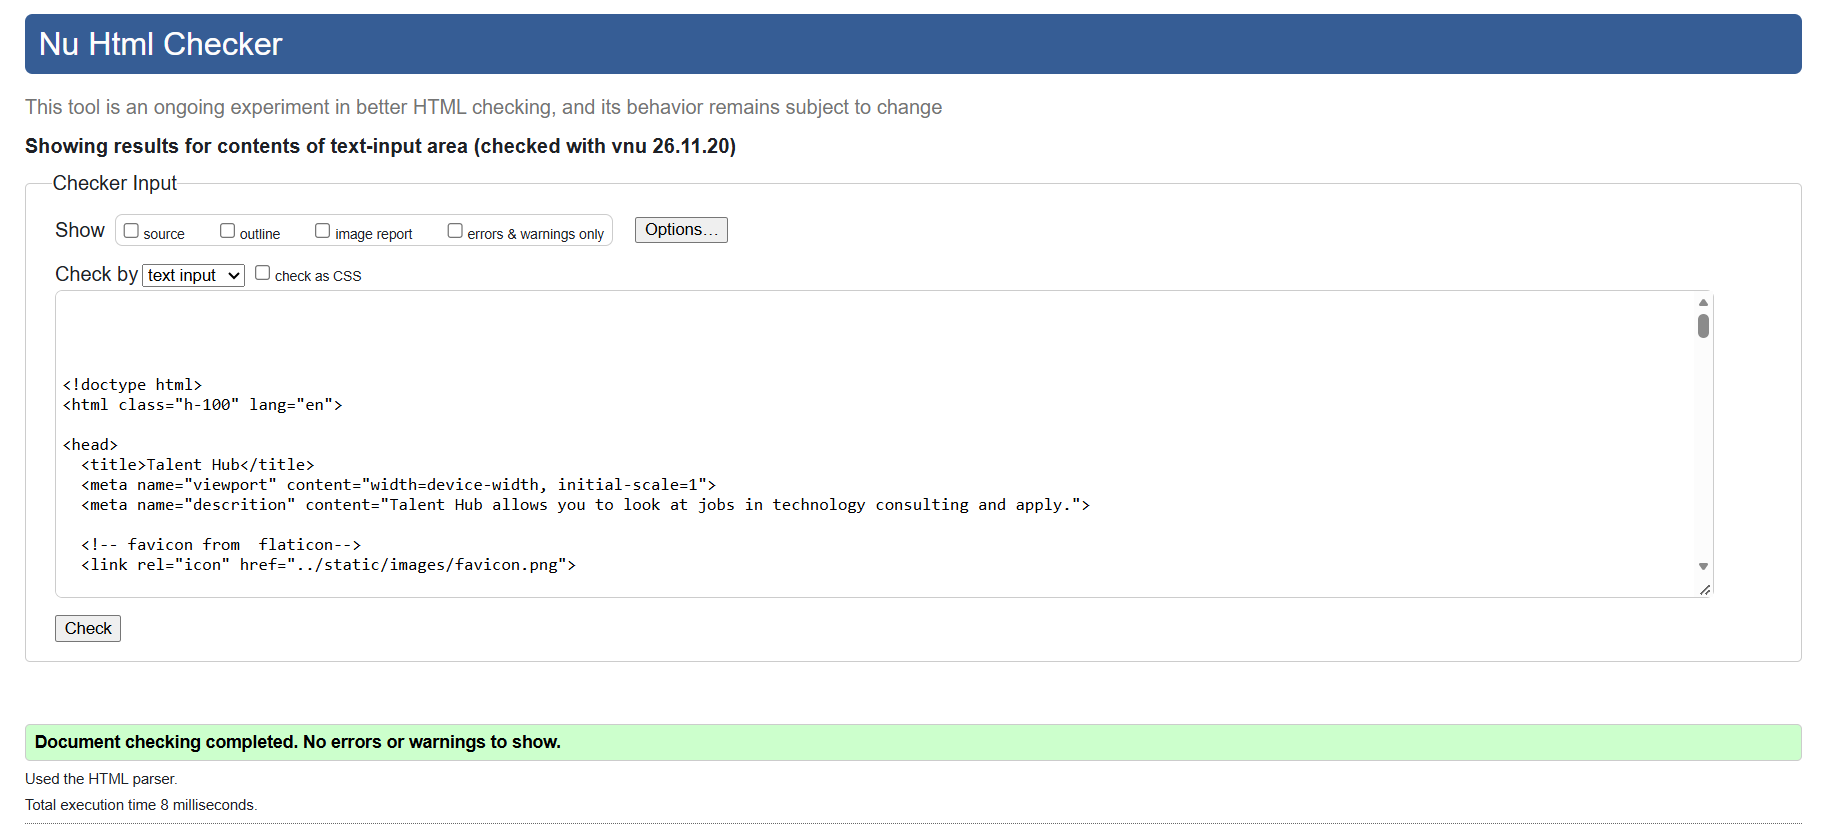 Nu Html Checker
This tool is an ongoing experiment in better HTML checking, and its behavior remains subject to change
Showing results for contents of text-input area (checked with vnu 26.11.20)
Checker Input
Show source outline image report errors & warnings only Options...
Check by text input check as CSS
<!doctype html>
<html class="h-100" lang="en">
<head>
<title>Talent Hub</title>
<meta name="viewport" content="width=device-width, initial-scale=1">
<meta name="descrition" content="Talent Hub allows you to look at jobs in technology consulting and apply.">
<!-- favicon from  flaticon-->
<link rel="icon" href="../static/images/favicon.png">
Check
Document checking completed. No errors or warnings to show.
Used the HTML parser.
Total execution time 8 milliseconds.